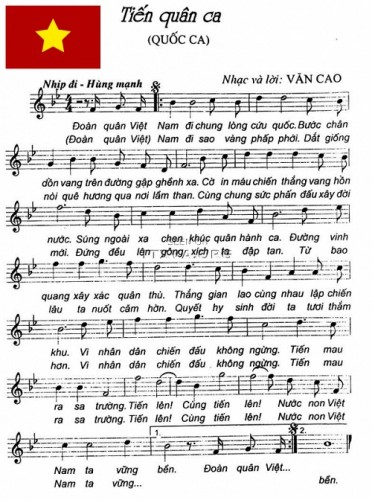 Tiến quân ca
(QUỐC CA)
Nhịp đi - Hùng mạnh
Nhạc và lời: VĂN CAO
Đoàn quân Việt Nam đi chung lòng cứu quốc. Bước chân
(Đoàn quân Việt) Nam đi sao vàng phấp phới. Dắt giống
dồn vang trên đường gập ghềnh xa. Cờ in máu chiến thắng vang hồn
nòi quê hương qua nơi lầm than. Cùng chung sức phấn đấu xây đời
nước. Súng ngoài xa chen khúc quân hành ca. Đường vinh
mới. Đứng đều lên gông xích ta đập tan. Từ bao
quang xây xác quân thù. Thắng gian lao cùng nhau lập chiến
lâu ta nuốt căm hờn. Quyết hy sinh đời ta tươi thắm
khu. Vì nhân dân chiến đấu không ngừng. Tiến mau
hơn. Vì nhân dân chiến đấu không ngừng. Tiến mau
ra sa trường. Tiến lên! Cùng tiến lên! Nước non Việt
ra sa trường. Tiến lên! Cùng tiến lên! Nước non Việt
1.
2.
Nam ta vững bền. Đoàn quân Việt...
Nam ta vững... bền.